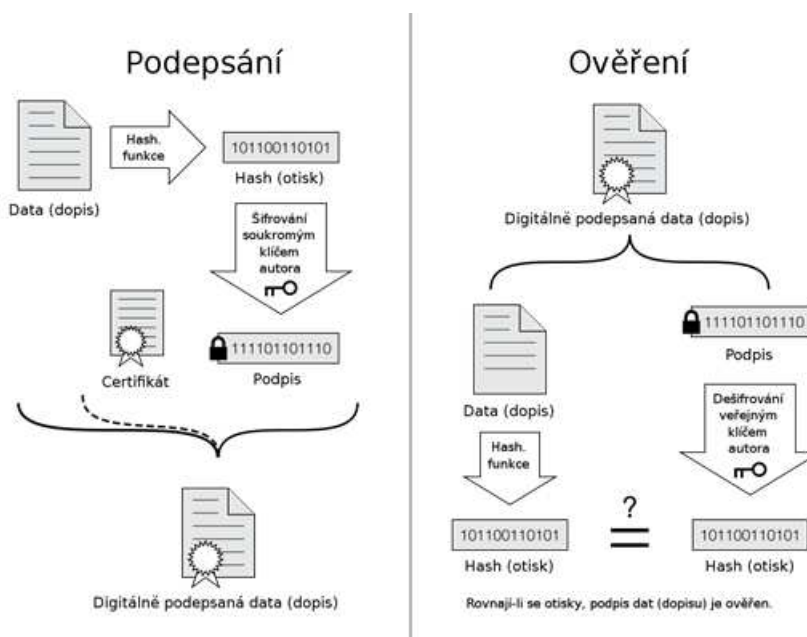 Podepsání
Hash.
funkce
101100110101
Hash (otisk)
Data (dopis)
Šifrování
soukromým
klíčem
autora
111101101110
Certifikát
Podpis
Digitálně podepsaná data (dopis)
Ověření
Digitálně podepsaná data (dopis)
111101101110
Podpis
Data (dopis)
Dešifrování
veřejným
klíčem
autora
Hash.
funkce
?
101100110101
=
101100110101
Hash (otisk)
Hash (otisk)
Rovnají-li se otisky, podpis dat (dopisu) je ověřen.